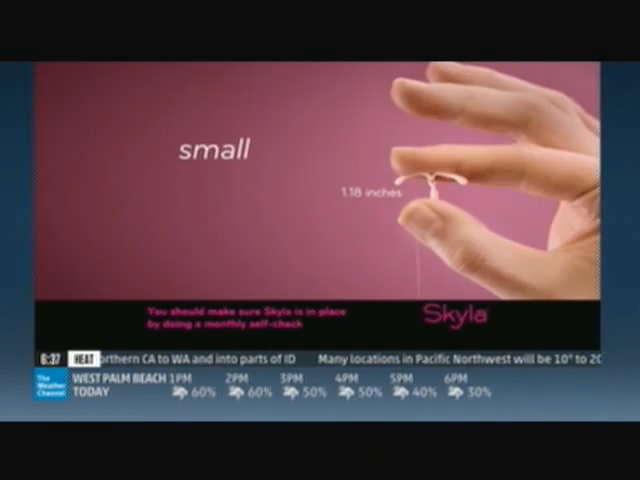 small
1.18 inches
You should make sure Skyla is in place
by doing a monthly self-check
Skyla
6:37 HEAT orthern CA to WA and into parts of ID Many locations in Pacific Northwest will be 10° to 20
The Weather Channel
WEST PALM BEACH 1PM 2PM 3PM 4PM 5PM 6PM
TODAY 60% 60% 50% 50% 40% 30%